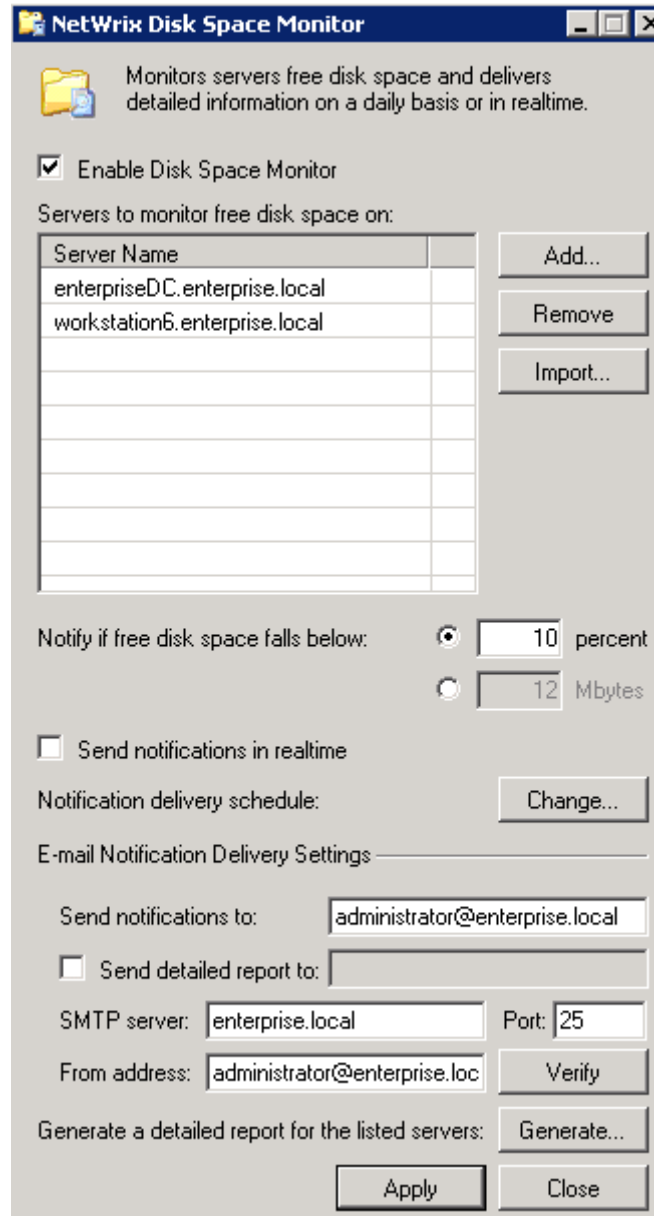 NetWrix Disk Space Monitor
Monitors servers free disk space and delivers
detailed information on a daily basis or in realtime.
Enable Disk Space Monitor
Servers to monitor free disk space on:
Server Name
enterpriseDC.enterprise.local
workstation6.enterprise.local
Add...
Remove
Import...
Notify if free disk space falls below: 10 percent
12 Mbytes
Send notifications in realtime
Notification delivery schedule: Change...
E-mail Notification Delivery Settings
Send notifications to: administrator@enterprise.local
Send detailed report to:
SMTP server: enterprise.local Port: 25
From address: administrator@enterprise.loc Verify
Generate a detailed report for the listed servers: Generate...
Apply Close